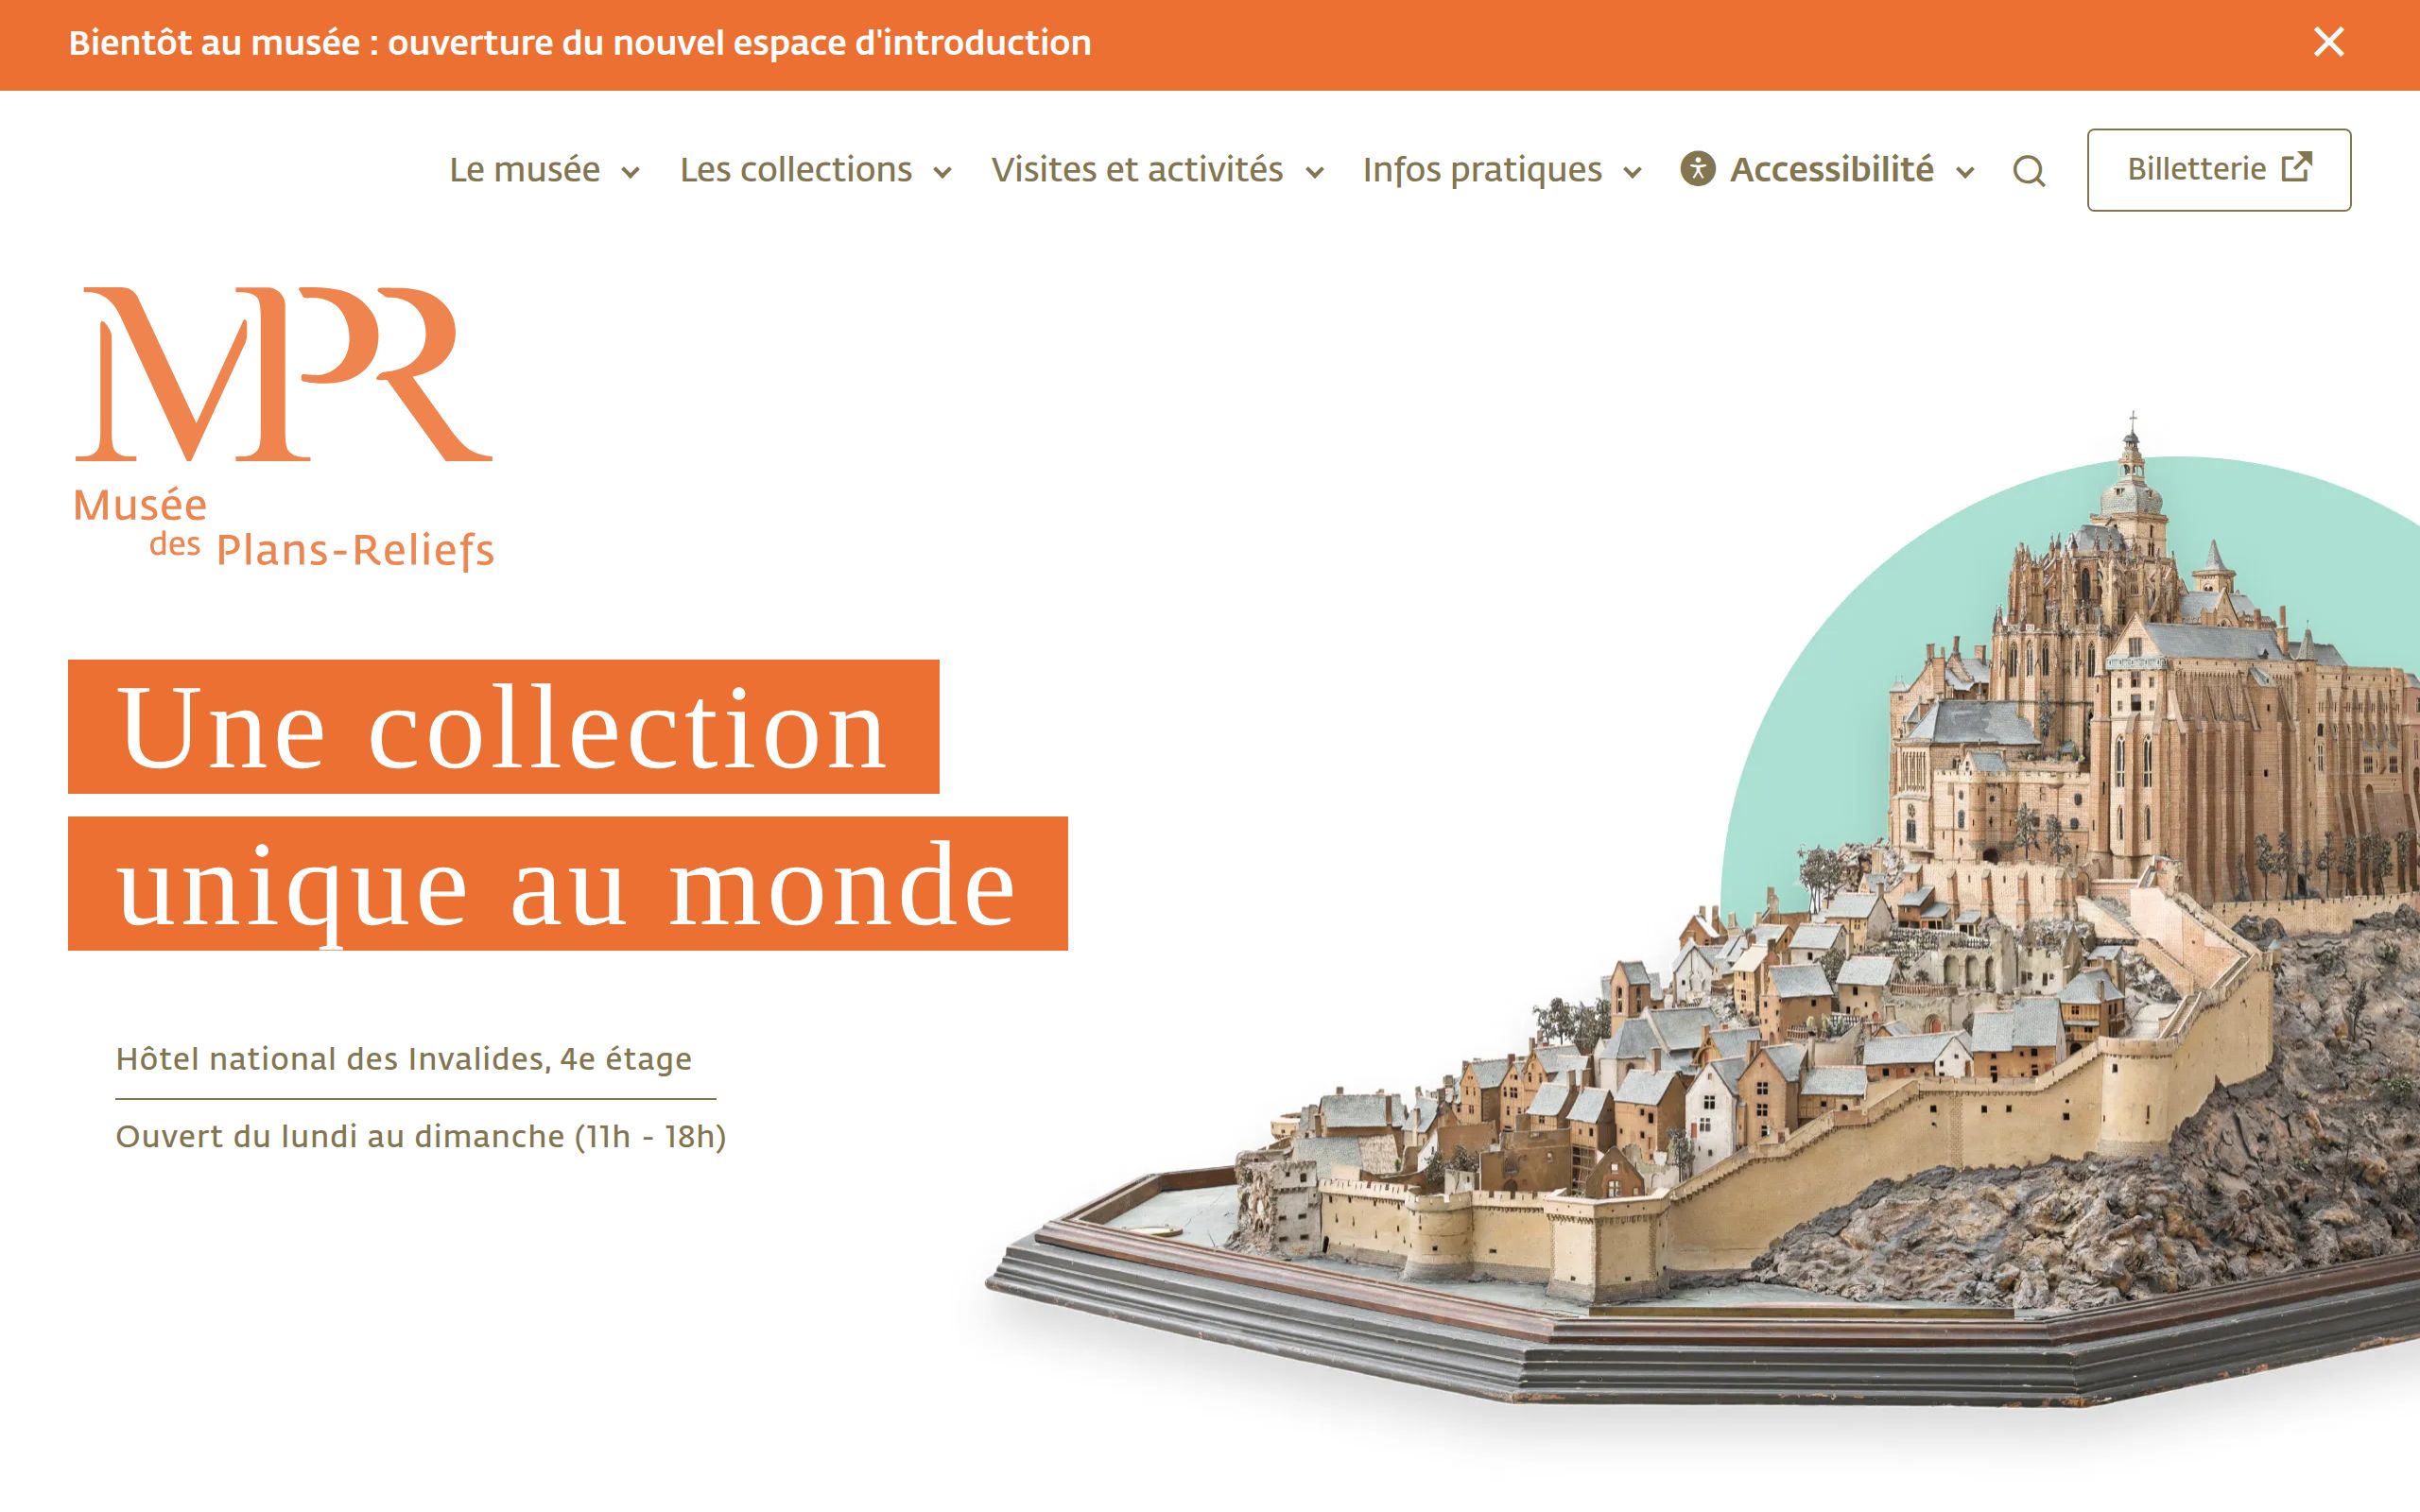 Bientôt au musée : ouverture du nouvel espace d'introduction
Le musée Les collections Visites et activités Infos pratiques Accessibilité Billetterie
MPR
Musée
des Plans-Reliefs
Une collection
unique au monde
Hôtel national des Invalides, 4e étage
Ouvert du lundi au dimanche (11h - 18h)